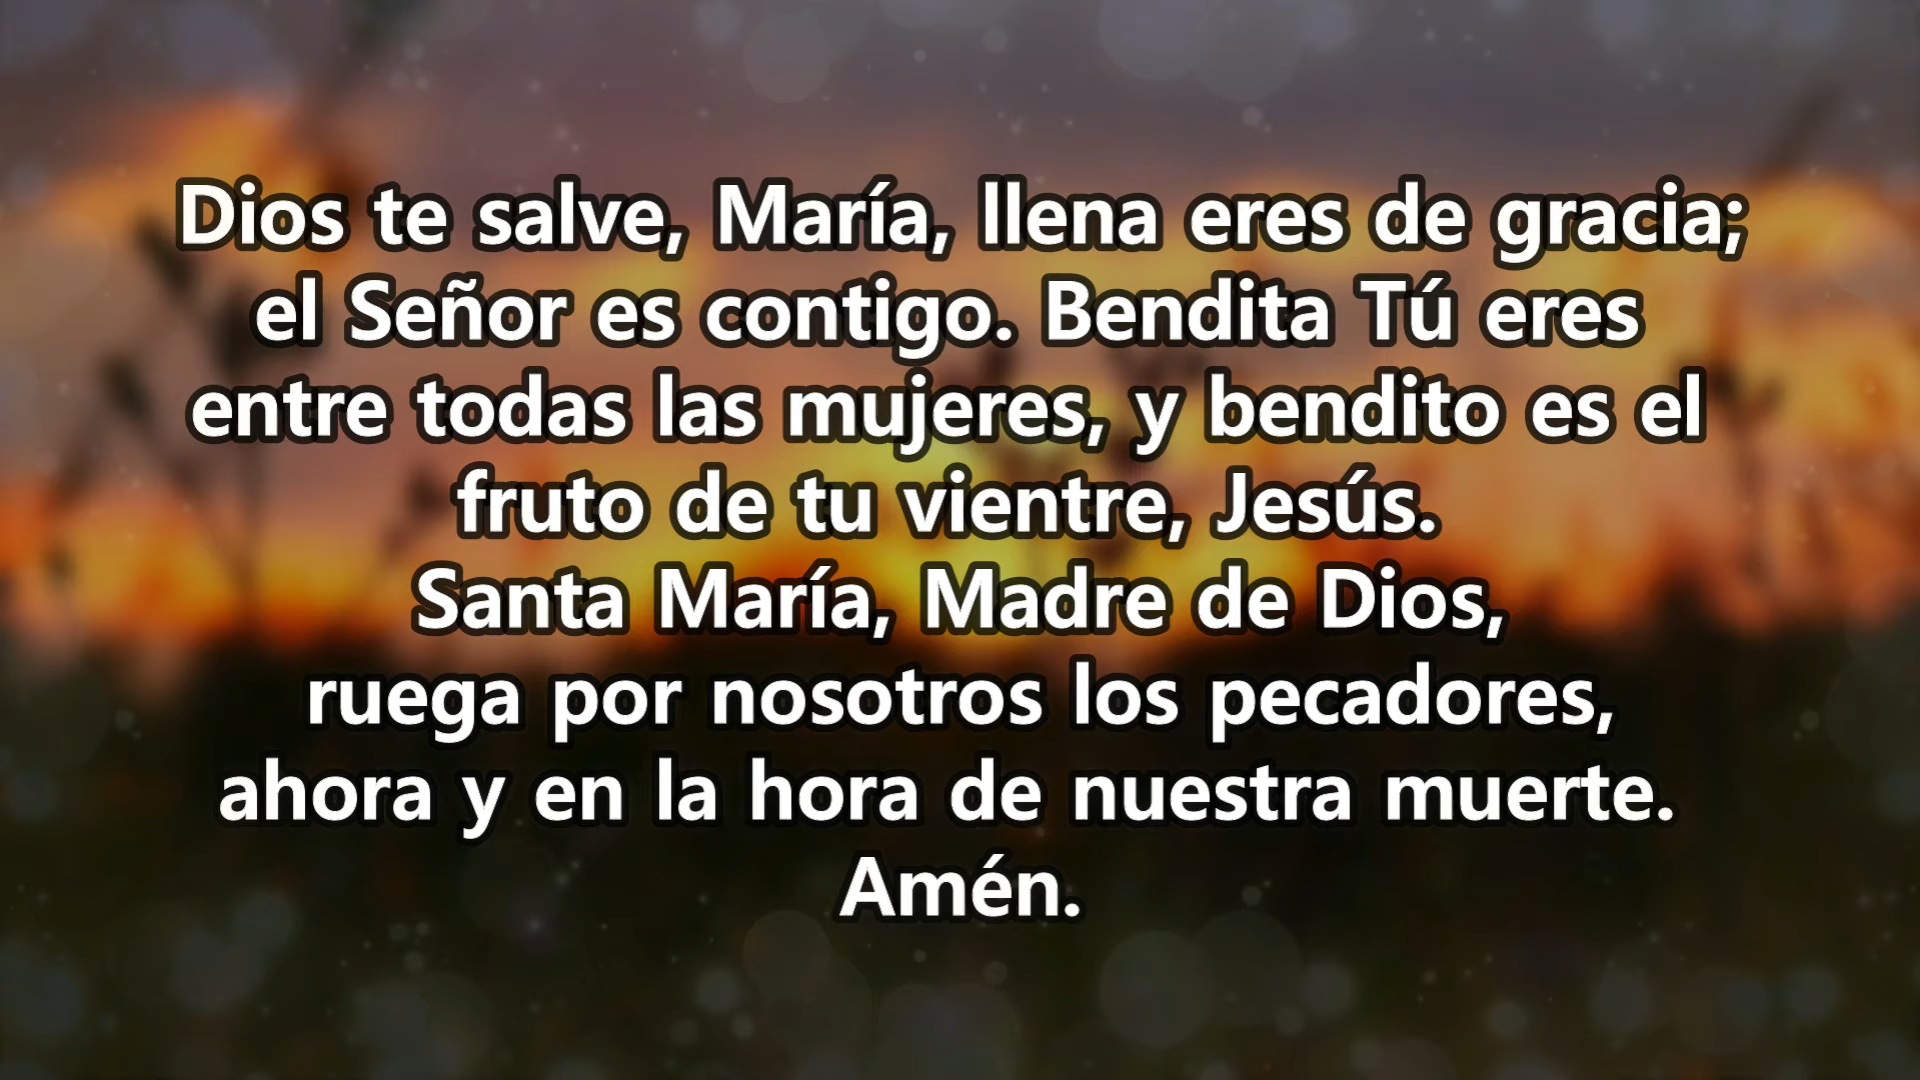 Dios te salve, María, llena eres de gracia;
el Señor es contigo. Bendita Tú eres
entre todas las mujeres, y bendito es el
fruto de tu vientre, Jesús.
Santa María, Madre de Dios,
ruega por nosotros los pecadores,
ahora y en la hora de nuestra muerte.
Amén.